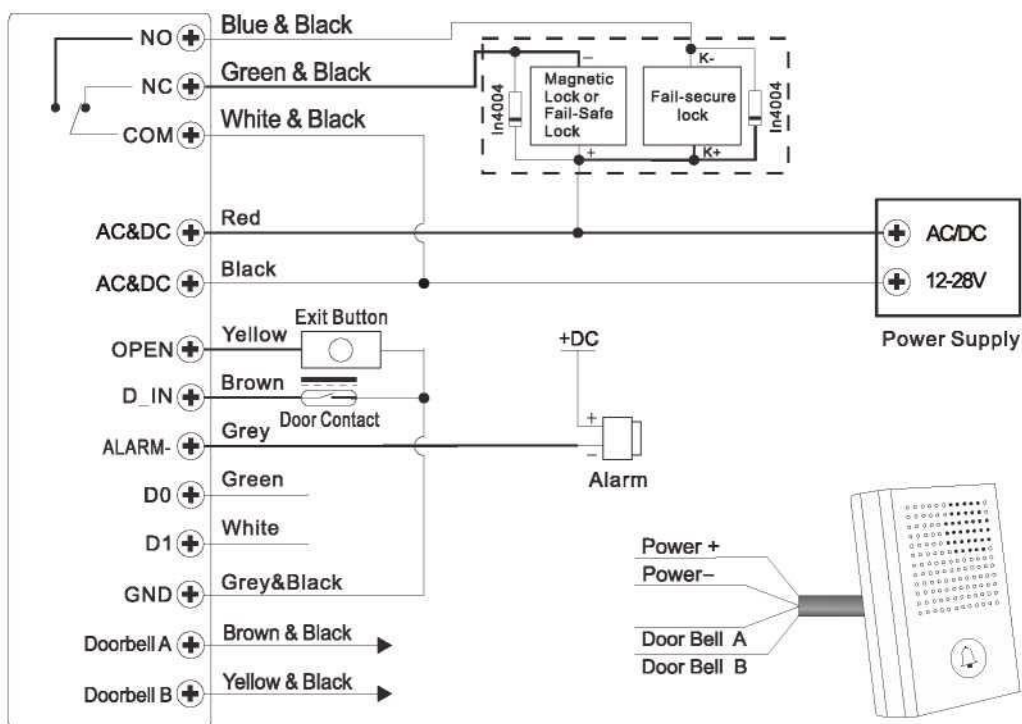 NO Blue & Black
NC Green & Black
COM White & Black
K-
−
In4004
Magnetic
Lock or
Fail-Safe
Lock
Fail-secure
lock
In4004
+
K+
AC&DC Red
AC/DC
AC&DC Black
12-28V
Power Supply
OPEN Yellow
Exit Button
+DC
D_IN Brown
Door Contact
ALARM- Grey
+
−
Alarm
D0 Green
D1 White
GND Grey&Black
Doorbell A Brown & Black
Doorbell B Yellow & Black
Power +
Power−
Door Bell A
Door Bell B